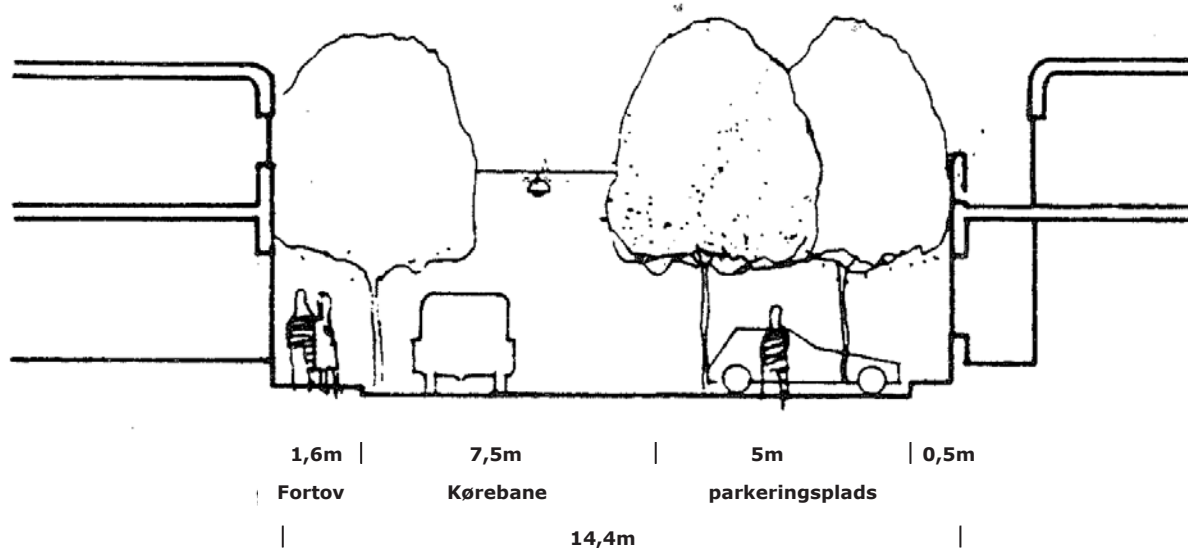 1,6m | 7,5m | 5m | 0,5m
Fortov Kørebane parkeringsplads
| 14,4m |